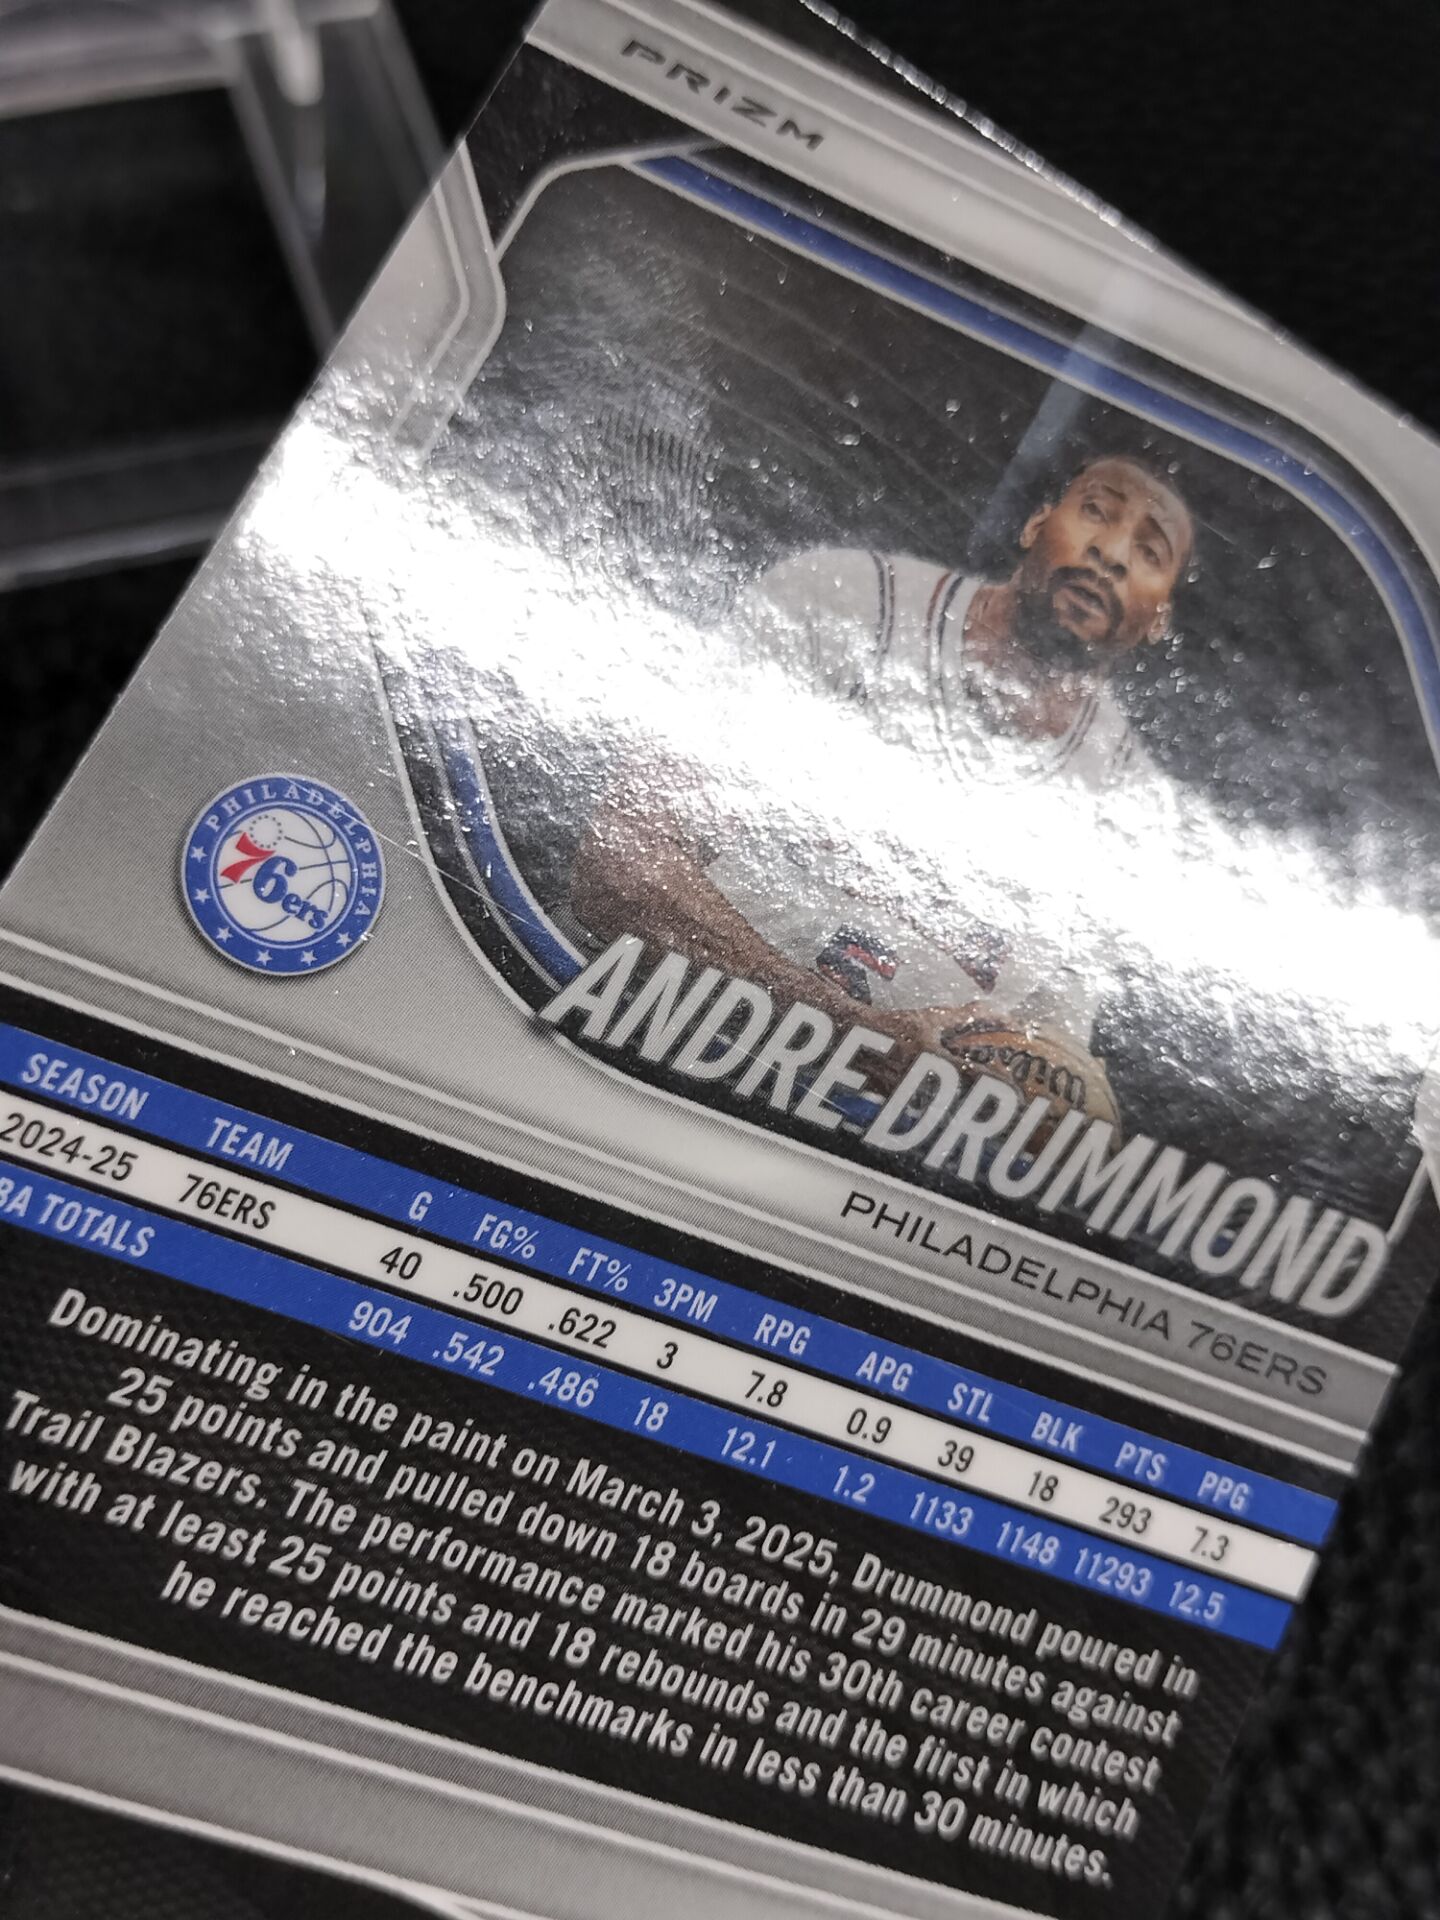 PRIZM
PHILADELPHIA
76ers
ANDRE DRUMMOND
PHILADELPHIA 76ERS
SEASON TEAM G FG% FT% 3PM RPG APG STL BLK PTS PPG
2024-25 76ERS 40 .500 .622 3 7.8 0.9 39 18 293 7.3
BA TOTALS 904 .542 .486 18 12.1 1.2 1133 1148 11293 12.5
Dominating in the paint on March 3, 2025, Drummond poured in
25 points and pulled down 18 boards in 29 minutes against
Trail Blazers. The performance marked his 30th career contest
with at least 25 points and 18 rebounds and the first in which
he reached the benchmarks in less than 30 minutes.